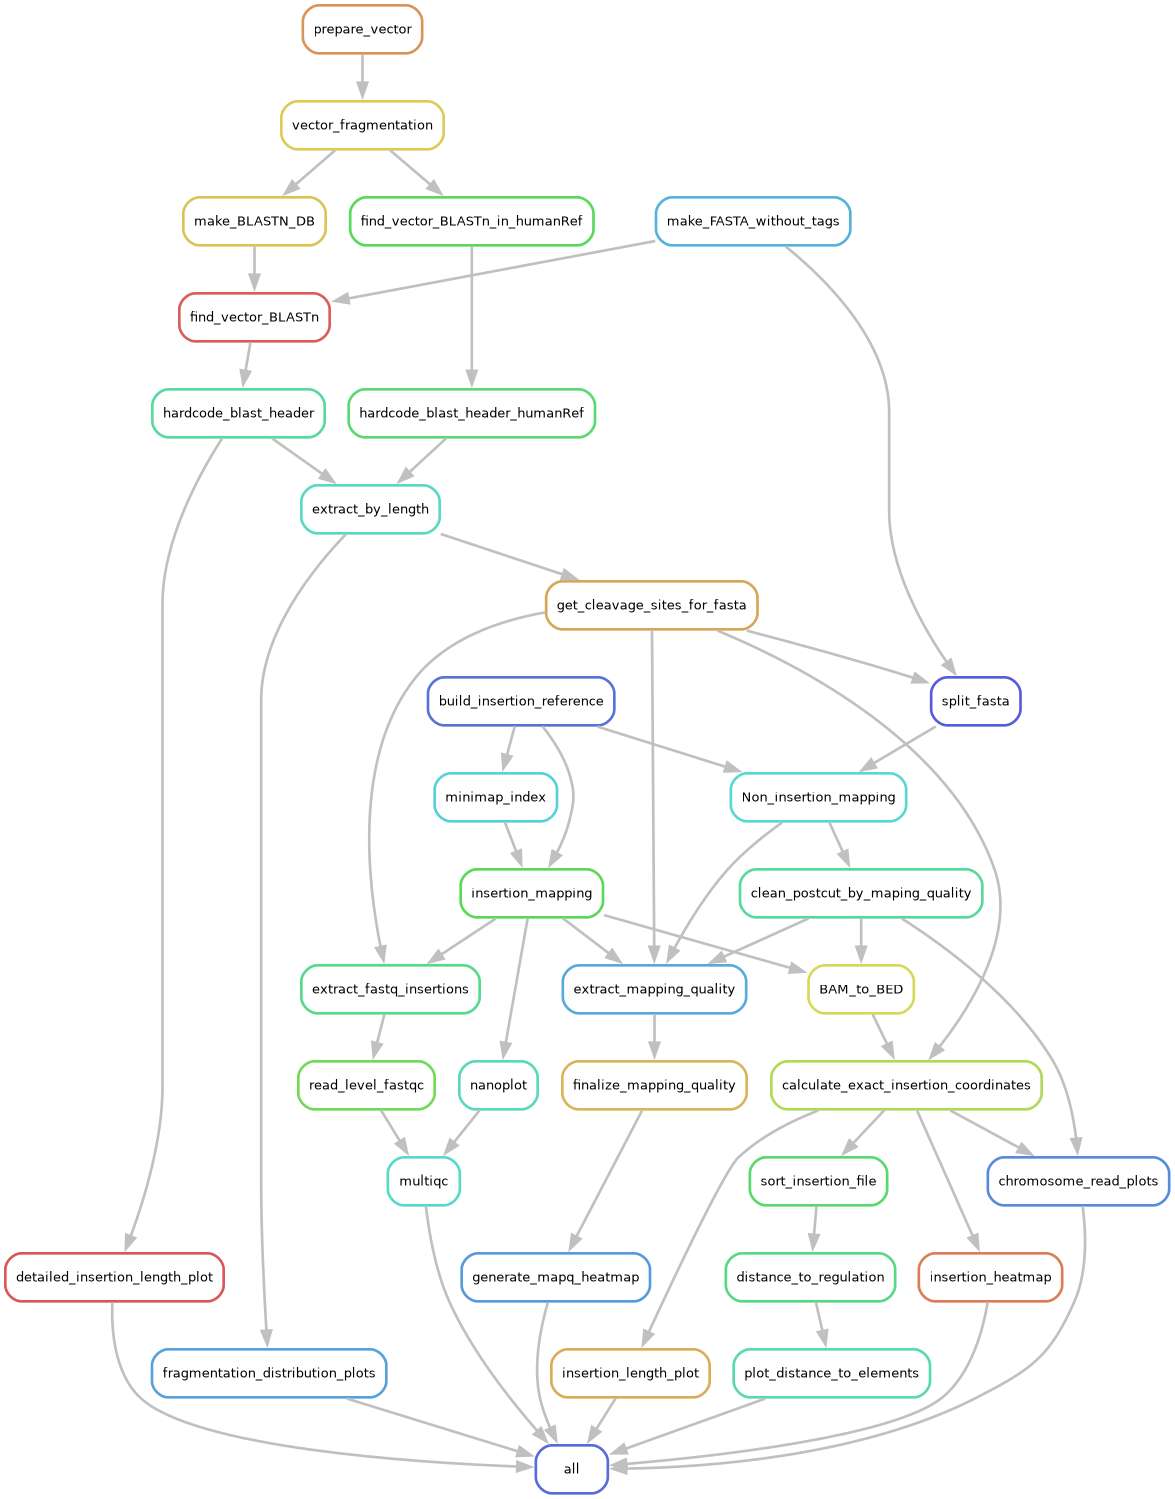 prepare_vector
vector_fragmentation
make_BLASTN_DB
find_vector_BLASTn_in_humanRef
make_FASTA_without_tags
find_vector_BLASTn
hardcode_blast_header
hardcode_blast_header_humanRef
extract_by_length
get_cleavage_sites_for_fasta
build_insertion_reference
split_fasta
minimap_index
Non_insertion_mapping
insertion_mapping
clean_postcut_by_maping_quality
extract_fastq_insertions
extract_mapping_quality
BAM_to_BED
read_level_fastqc
nanoplot
finalize_mapping_quality
calculate_exact_insertion_coordinates
multiqc
sort_insertion_file
chromosome_read_plots
detailed_insertion_length_plot
generate_mapq_heatmap
distance_to_regulation
insertion_heatmap
fragmentation_distribution_plots
insertion_length_plot
plot_distance_to_elements
all